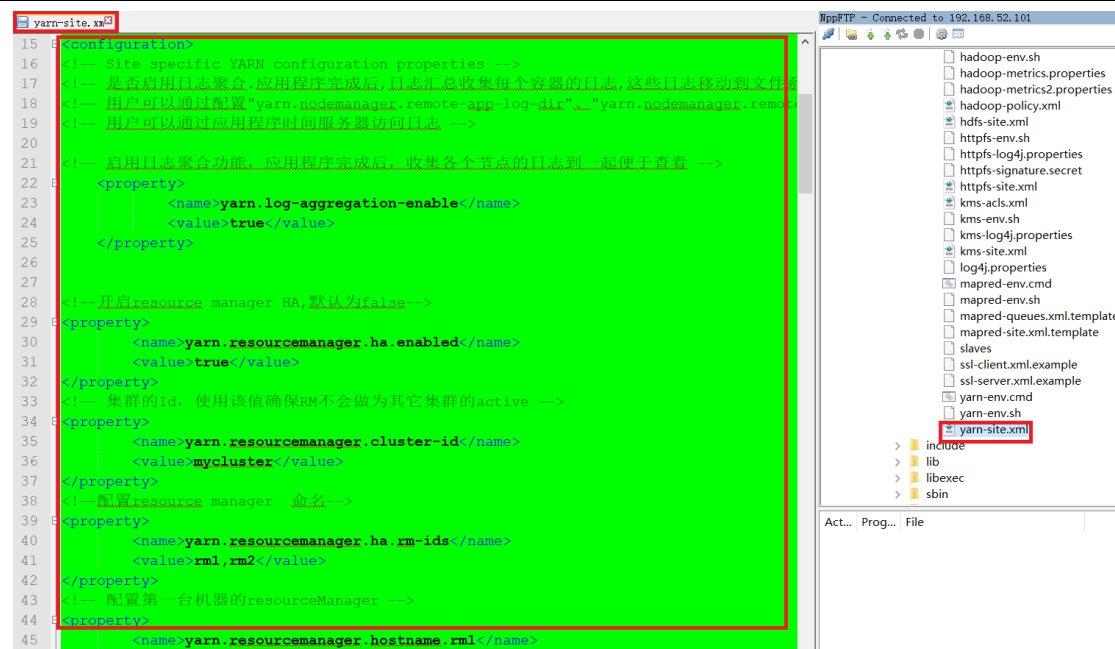 yarn-site.xm
15 <configuration>
16 <!-- Site specific YARN configuration properties -->
17 <!-- 是否启用日志聚合.应用程序完成后,日志汇总收集每个容器的日志,这些日志移动到文件系
18 <!-- 用户可以通过配置"yarn.nodemanager.remote-app-log-dir"、"yarn.nodemanager.remote
19 <!-- 用户可以通过应用程序时间服务器访问日志 -->
20
21 <!-- 启用日志聚合功能，应用程序完成后，收集各个节点的日志到一起便于查看 -->
22 <property>
23 <name>yarn.log-aggregation-enable</name>
24 <value>true</value>
25 </property>
26
27
28 <!--开启resource manager HA,默认为false-->
29 <property>
30 <name>yarn.resourcemanager.ha.enabled</name>
31 <value>true</value>
32 </property>
33 <!-- 集群的Id，使用该值确保RM不会做为其它集群的active -->
34 <property>
35 <name>yarn.resourcemanager.cluster-id</name>
36 <value>mycluster</value>
37 </property>
38 <!--配置resource manager 命名-->
39 <property>
40 <name>yarn.resourcemanager.ha.rm-ids</name>
41 <value>rm1,rm2</value>
42 </property>
43 <!-- 配置第一台机器的resourceManager -->
44 <property>
45 <name>yarn.resourcemanager.hostname.rm1</name>
NppFTP - Connected to 192.168.52.101
hadoop-env.sh
hadoop-metrics.properties
hadoop-metrics2.properties
hadoop-policy.xml
hdfs-site.xml
httpfs-env.sh
httpfs-log4j.properties
httpfs-signature.secret
httpfs-site.xml
kms-acls.xml
kms-env.sh
kms-log4j.properties
kms-site.xml
log4j.properties
mapred-env.cmd
mapred-env.sh
mapred-queues.xml.template
mapred-site.xml.template
slaves
ssl-client.xml.example
ssl-server.xml.example
yarn-env.cmd
yarn-env.sh
yarn-site.xml
include
lib
libexec
sbin
Act... Prog... File